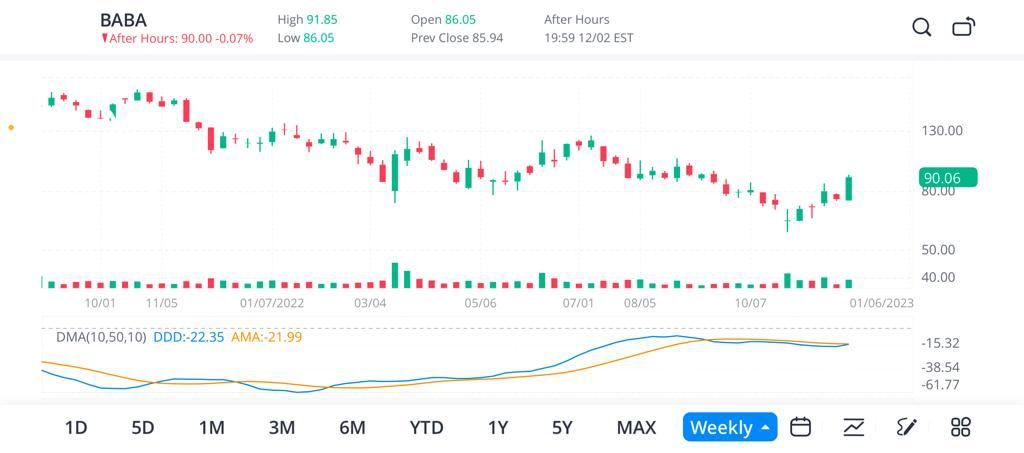 BABA High 91.85 Open 86.05 After Hours
After Hours: 90.00 -0.07% Low 86.05 Prev Close 85.94 19:59 12/02 EST
130.00
90.06
80.00
50.00
40.00
10/01 11/05 01/07/2022 03/04 05/06 07/01 08/05 10/07 01/06/2023
DMA(10,50,10) DDD:-22.35 AMA:-21.99
-15.32
-38.54
-61.77
1D 5D 1M 3M 6M YTD 1Y 5Y MAX Weekly